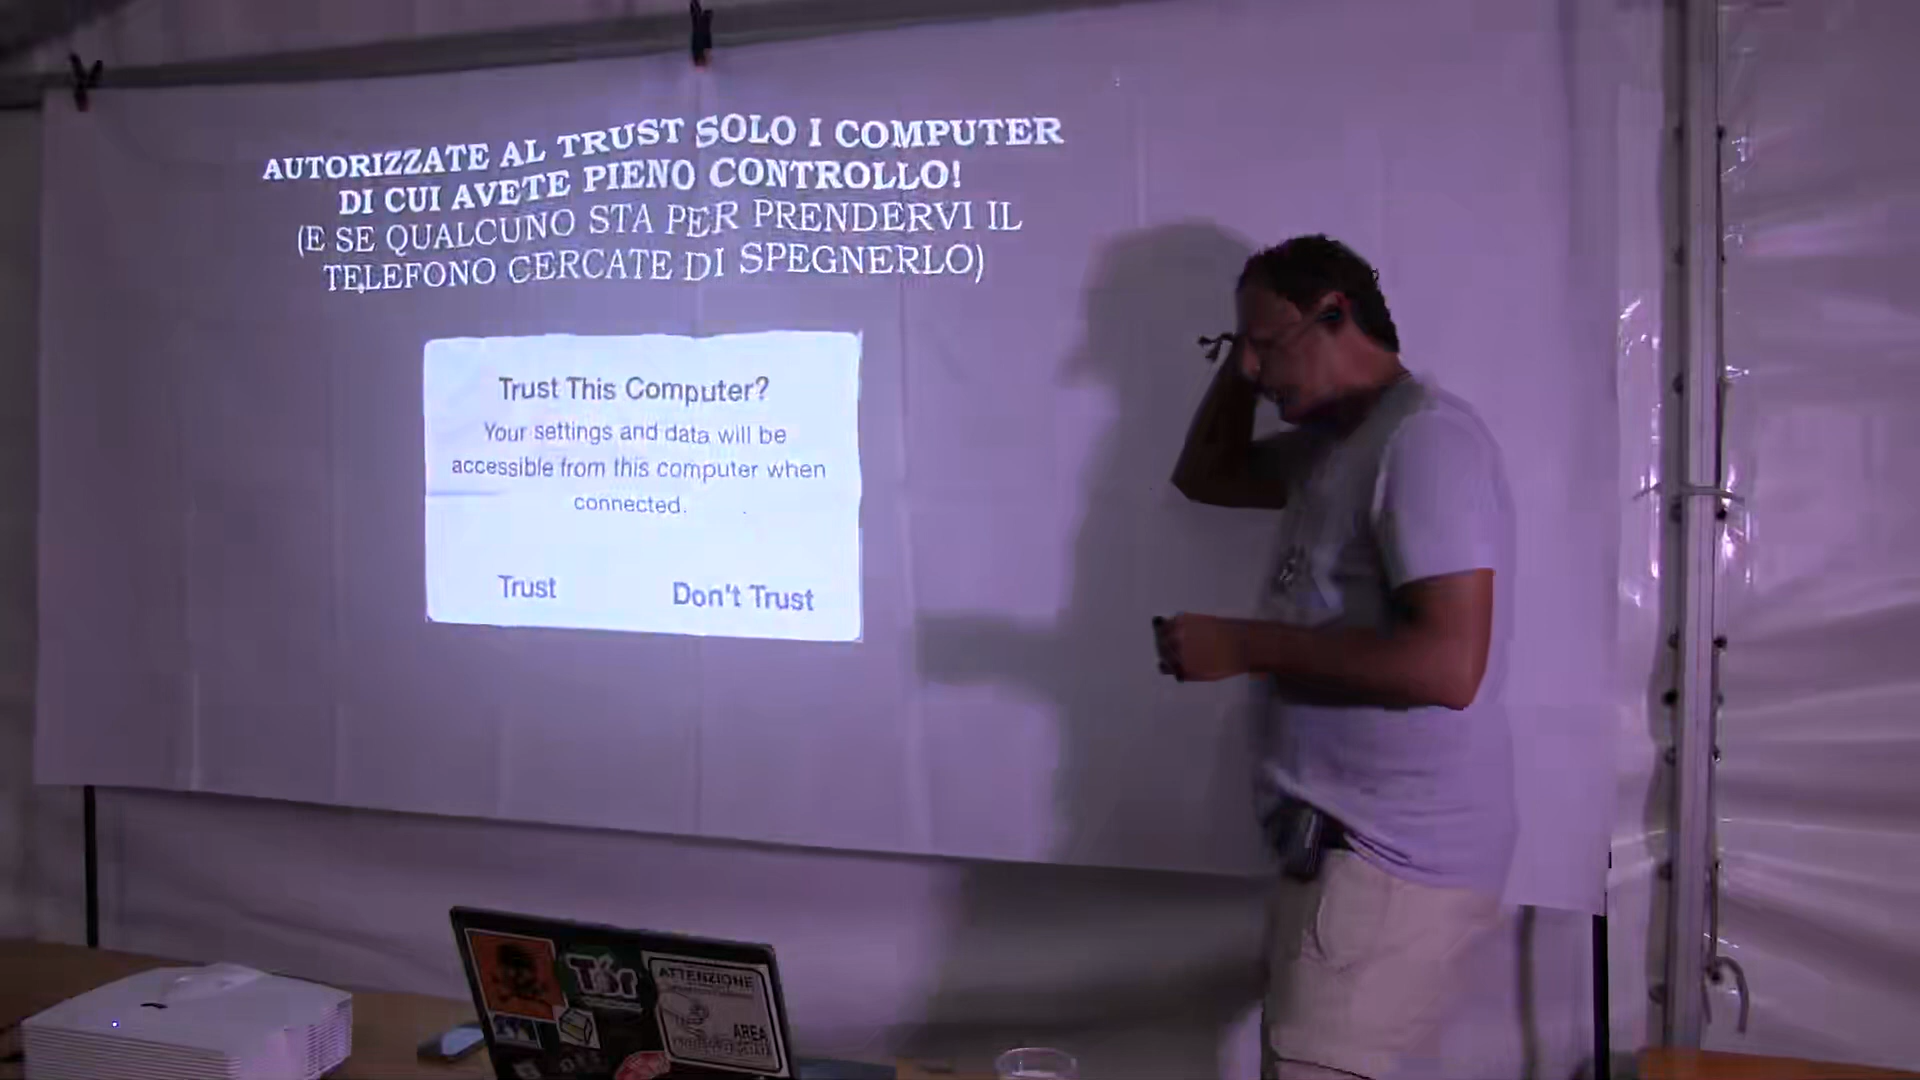 AUTORIZZATE AL TRUST SOLO I COMPUTER
DI CUI AVETE PIENO CONTROLLO!
(E SE QUALCUNO STA PER PRENDERVI IL
TELEFONO CERCATE DI SPEGNERLO)
Trust This Computer?
Your settings and data will be
accessible from this computer when
connected.
Trust Don't Trust
Tor
ATTENZIONE
AREA